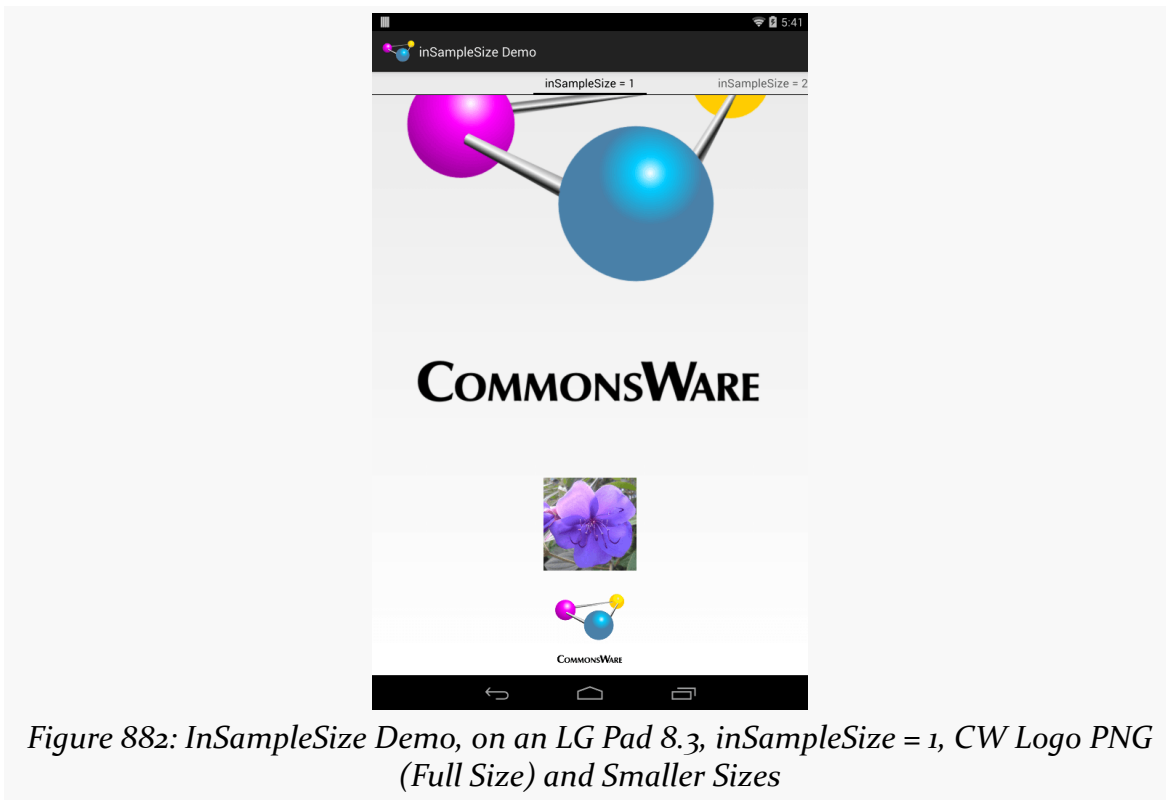 5:41
inSampleSize Demo
inSampleSize = 1 inSampleSize = 2
COMMONSWARE
COMMONSWARE
Figure 882: InSampleSize Demo, on an LG Pad 8.3, inSampleSize = 1, CW Logo PNG
(Full Size) and Smaller Sizes